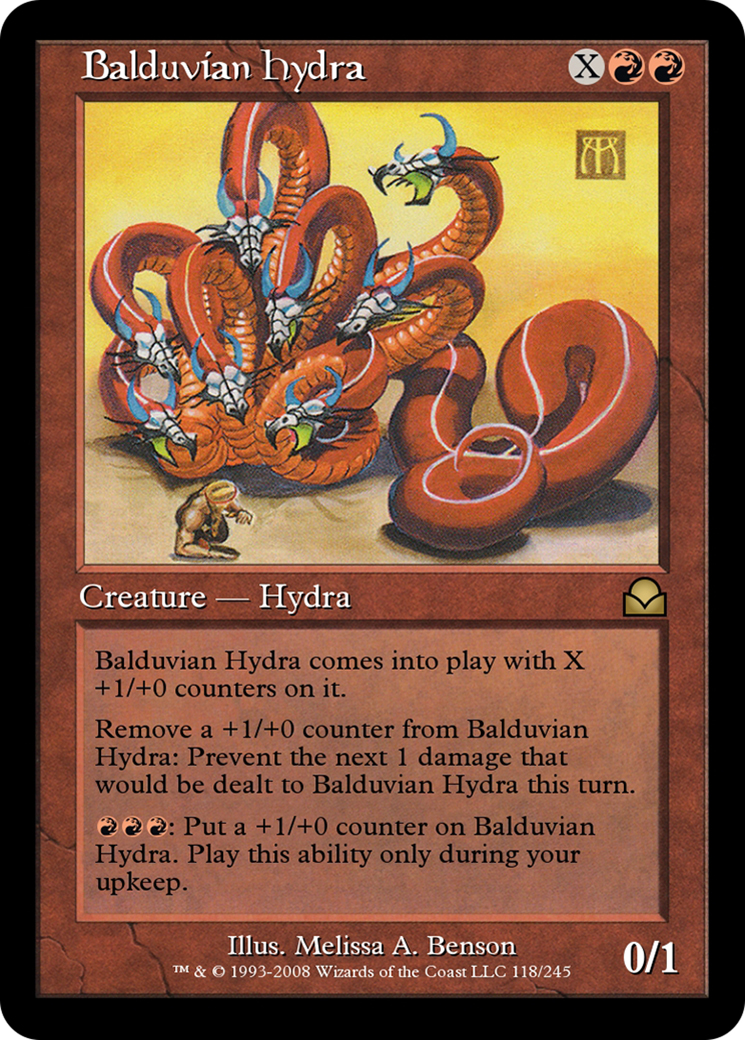 Balduvian Hydra X
Creature — Hydra
Balduvian Hydra comes into play with X
+1/+0 counters on it.
Remove a +1/+0 counter from Balduvian
Hydra: Prevent the next 1 damage that
would be dealt to Balduvian Hydra this turn.
: Put a +1/+0 counter on Balduvian
Hydra. Play this ability only during your
upkeep.
Illus. Melissa A. Benson
™ & © 1993-2008 Wizards of the Coast LLC 118/245
0/1